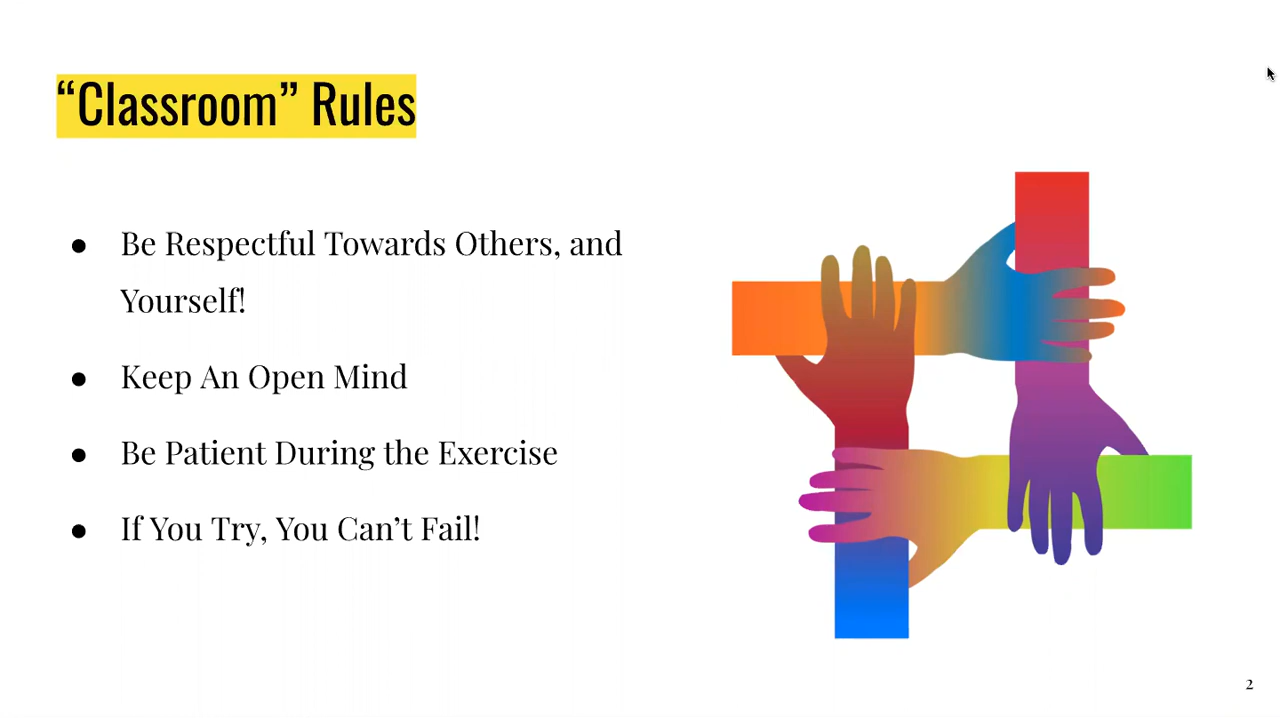 “Classroom” Rules
● Be Respectful Towards Others, and
Yourself!
● Keep An Open Mind
● Be Patient During the Exercise
● If You Try, You Can’t Fail!
2